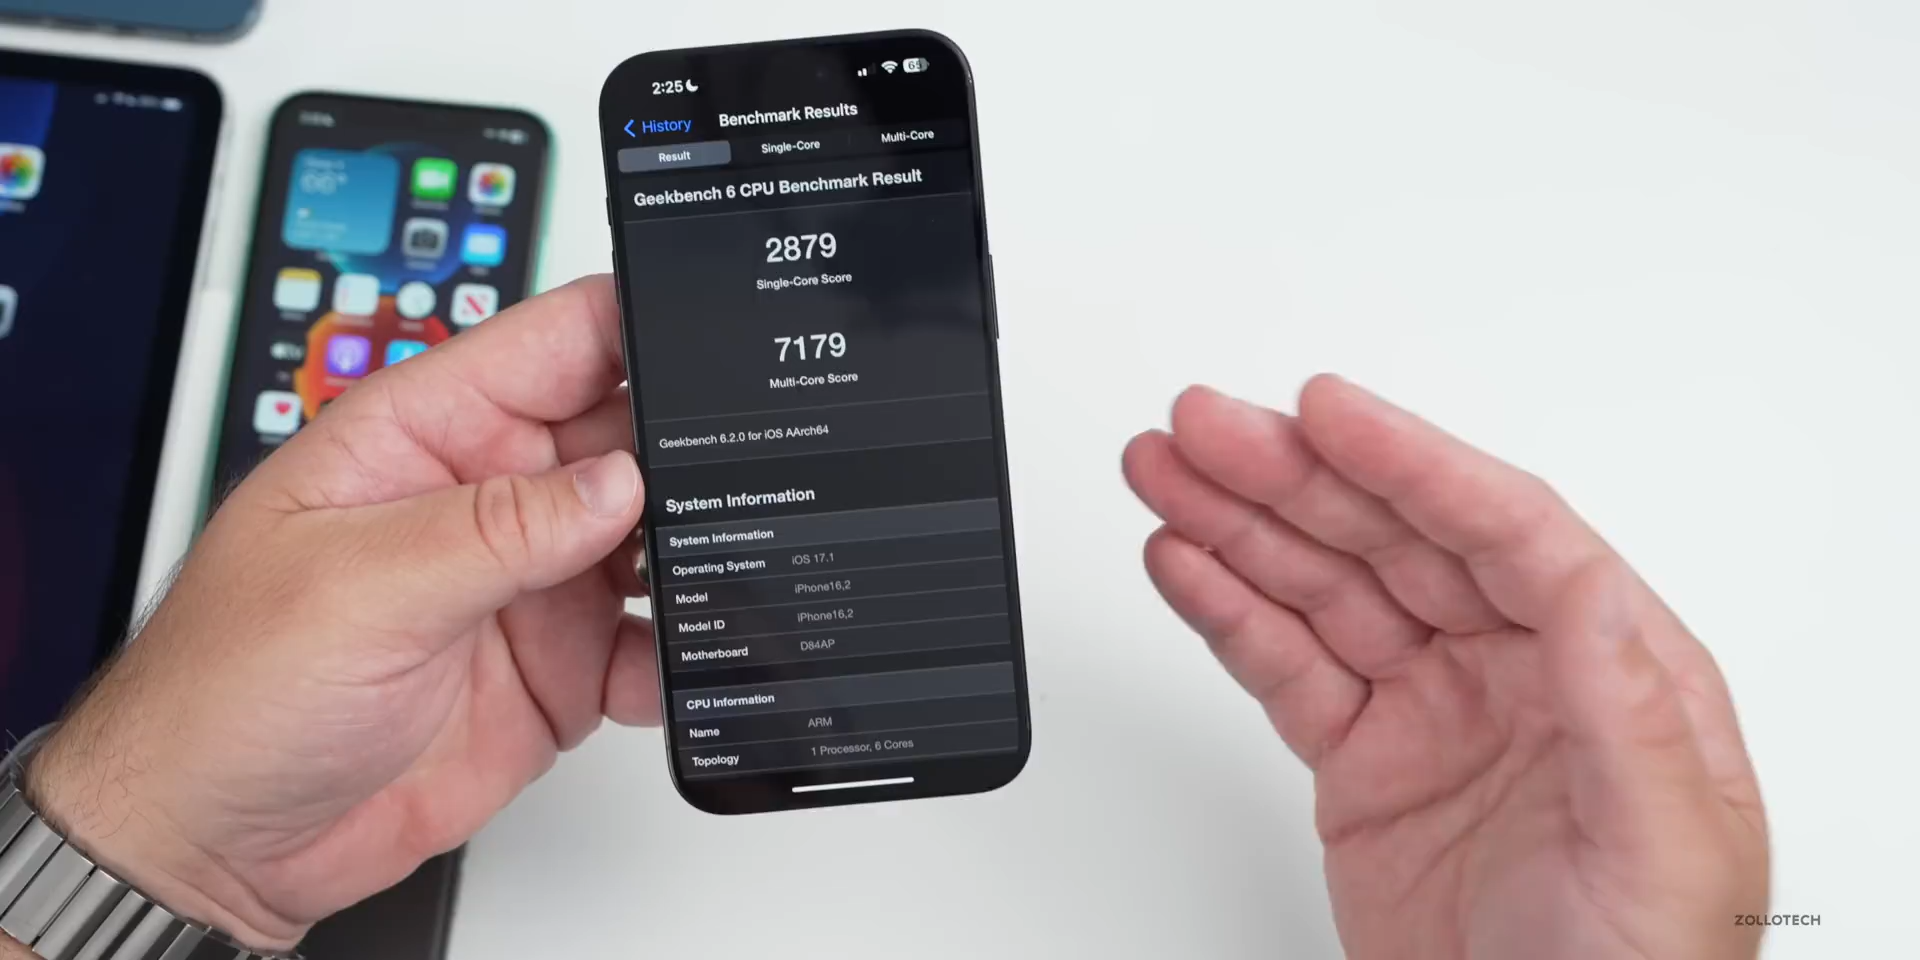 2:25
65
History
Benchmark Results
Result
Single-Core
Multi-Core
Geekbench 6 CPU Benchmark Result
2879
Single-Core Score
7179
Multi-Core Score
Geekbench 6.2.0 for iOS AArch64
System Information
System Information
Operating System iOS 17.1
Model iPhone16,2
Model ID iPhone16,2
Motherboard D84AP
CPU Information
Name ARM
Topology 1 Processor, 6 Cores
ZOLLOTECH